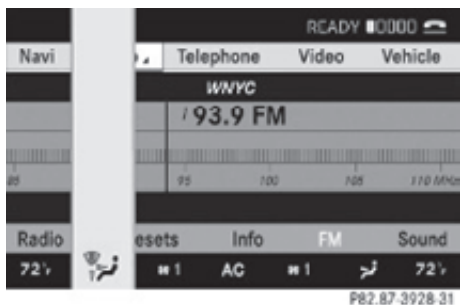 READY
Navi Telephone Video Vehicle
WNYC
93.9 FM
85 95 100 105 110 MHz
Radio esets Info FM Sound
72° 1 AC 1 72°
P82.87-3928-31